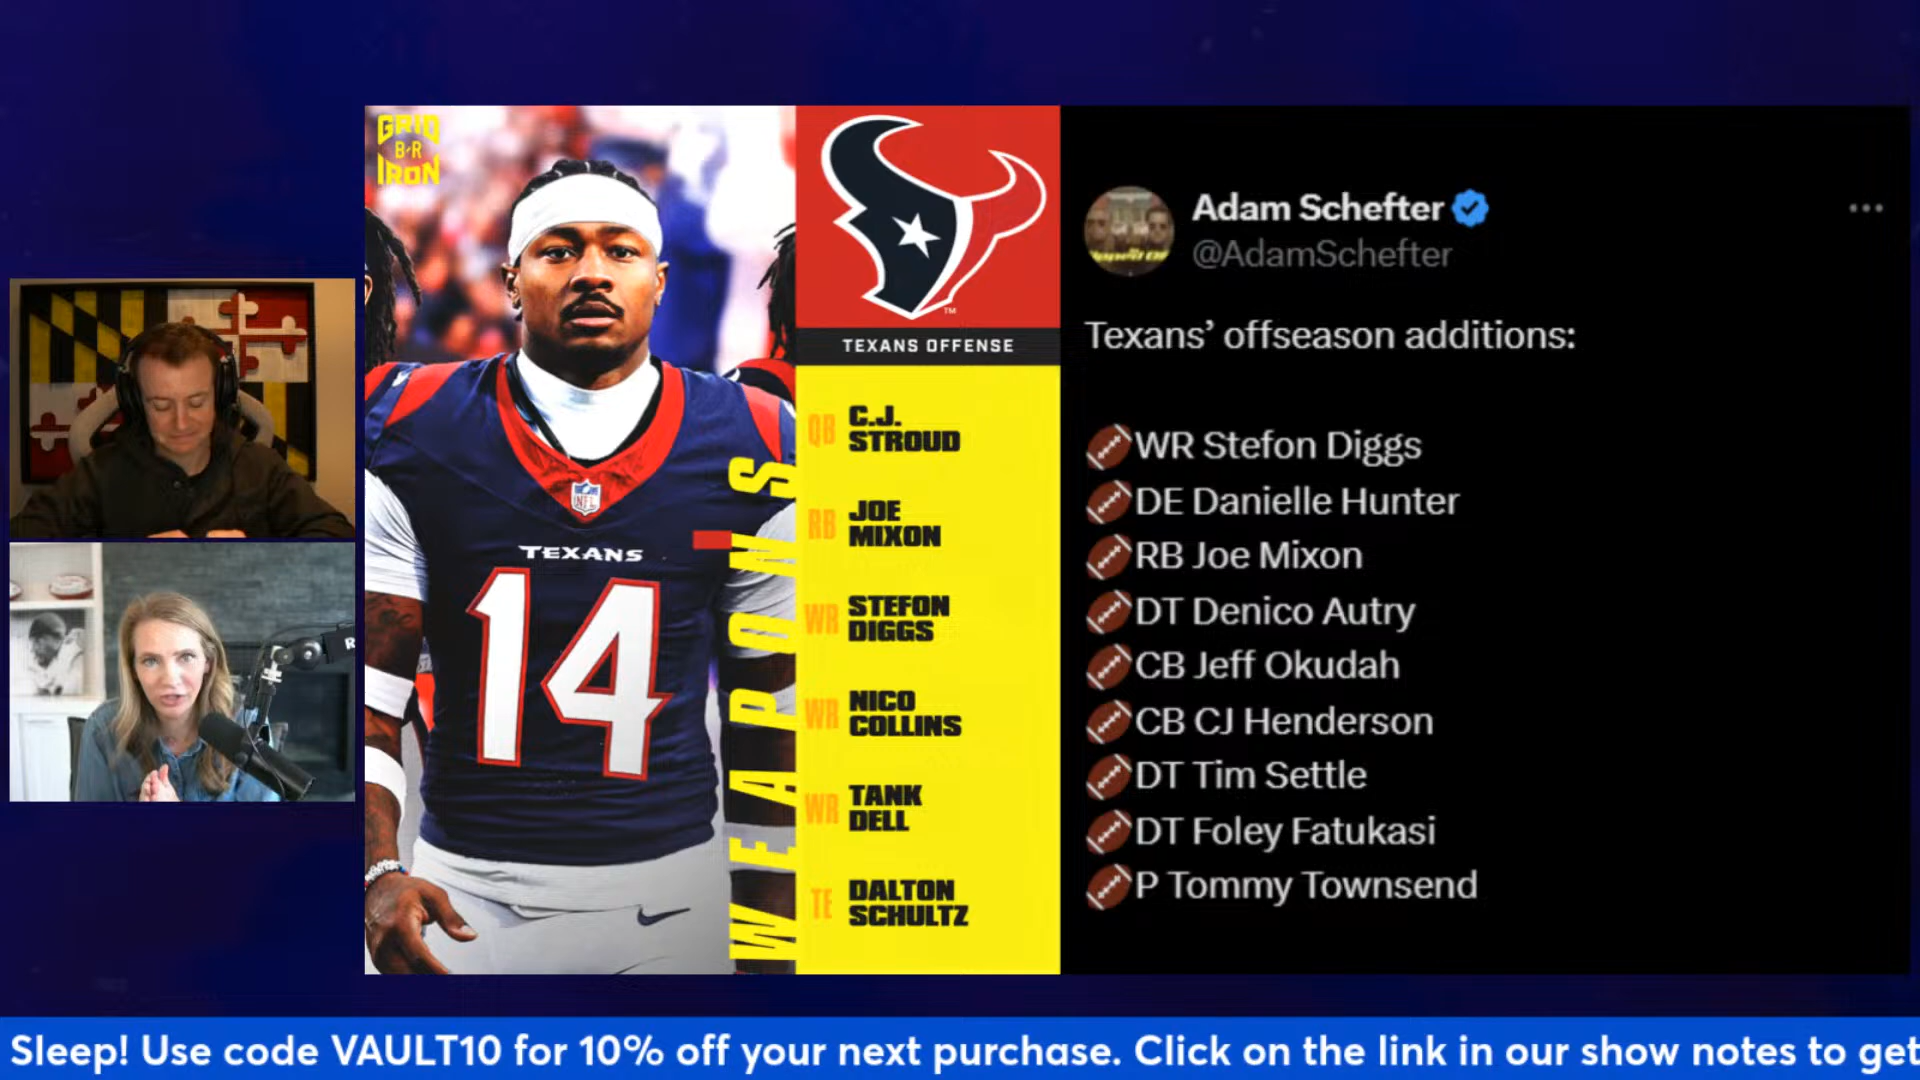 GRID
B·R
IRON
TEXANS
14
NFL
WEAPONS
TM
TEXANS OFFENSE
QB C.J. STROUD
RB JOE MIXON
WR STEFON DIGGS
WR NICO COLLINS
WR TANK DELL
TE DALTON SCHULTZ
Adam Schefter
@AdamSchefter
Texans’ offseason additions:
🏈WR Stefon Diggs
🏈DE Danielle Hunter
🏈RB Joe Mixon
🏈DT Denico Autry
🏈CB Jeff Okudah
🏈CB CJ Henderson
🏈DT Tim Settle
🏈DT Foley Fatukasi
🏈P Tommy Townsend
R
Sleep! Use code VAULT10 for 10% off your next purchase. Click on the link in our show notes to get